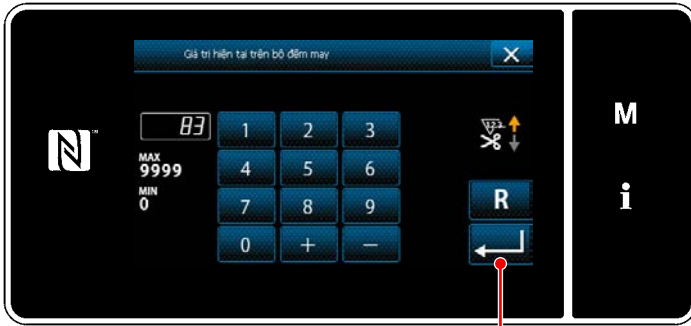 Giá trị hiện tại trên bộ đếm may
83
1 2 3
MAX
9999
4 5 6
MIN
0
7 8 9
0 + −
123
R
M
i
N